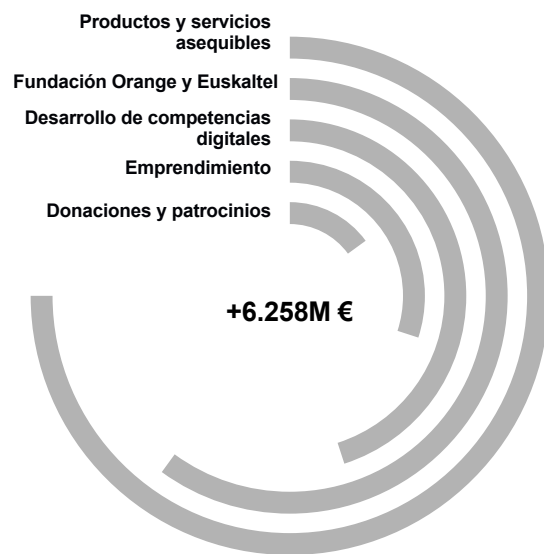 Productos y servicios
asequibles
Fundación Orange y Euskaltel
Desarrollo de competencias
digitales
Emprendimiento
Donaciones y patrocinios
+6.258M €